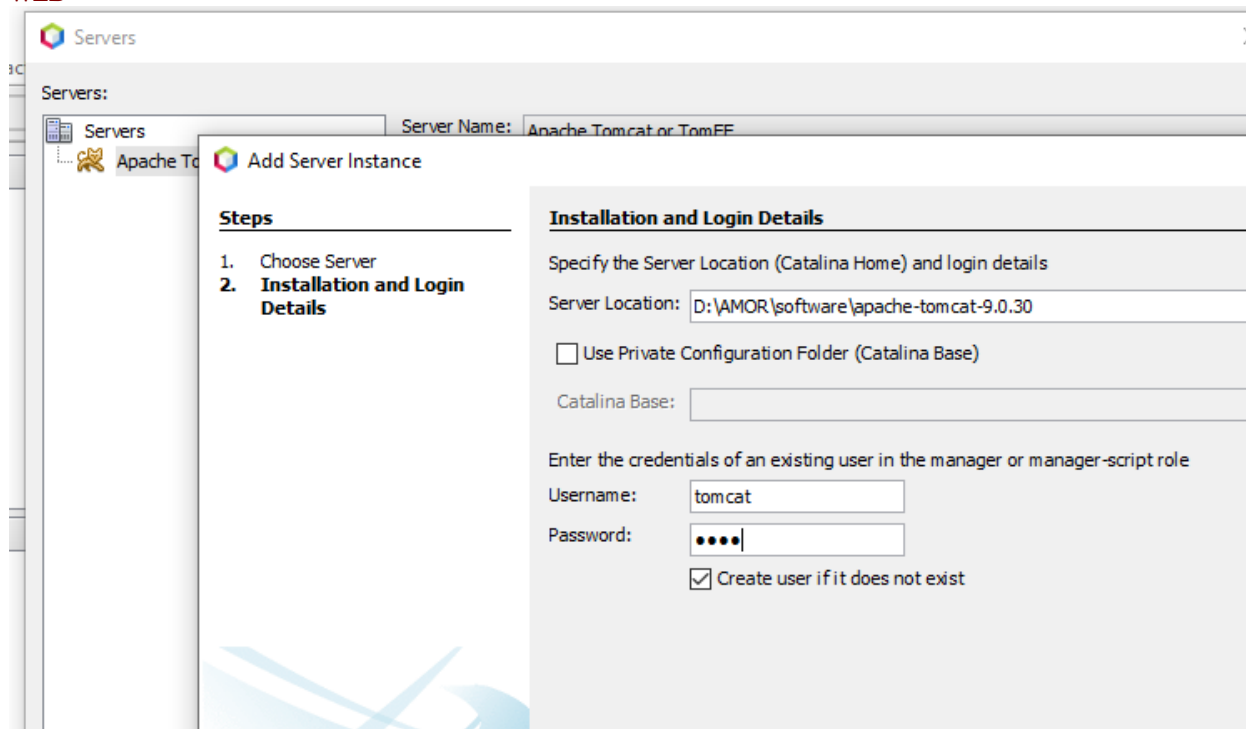 Servers
Servers:
Servers
Server Name:
Apache Tomcat or TomEE
Apache To
Add Server Instance
Steps
1. Choose Server
2. Installation and Login
Details
Installation and Login Details
Specify the Server Location (Catalina Home) and login details
Server Location: D:\AMOR\software\apache-tomcat-9.0.30
Use Private Configuration Folder (Catalina Base)
Catalina Base:
Enter the credentials of an existing user in the manager or manager-script role
Username: tomcat
Password: ••••
Create user if it does not exist